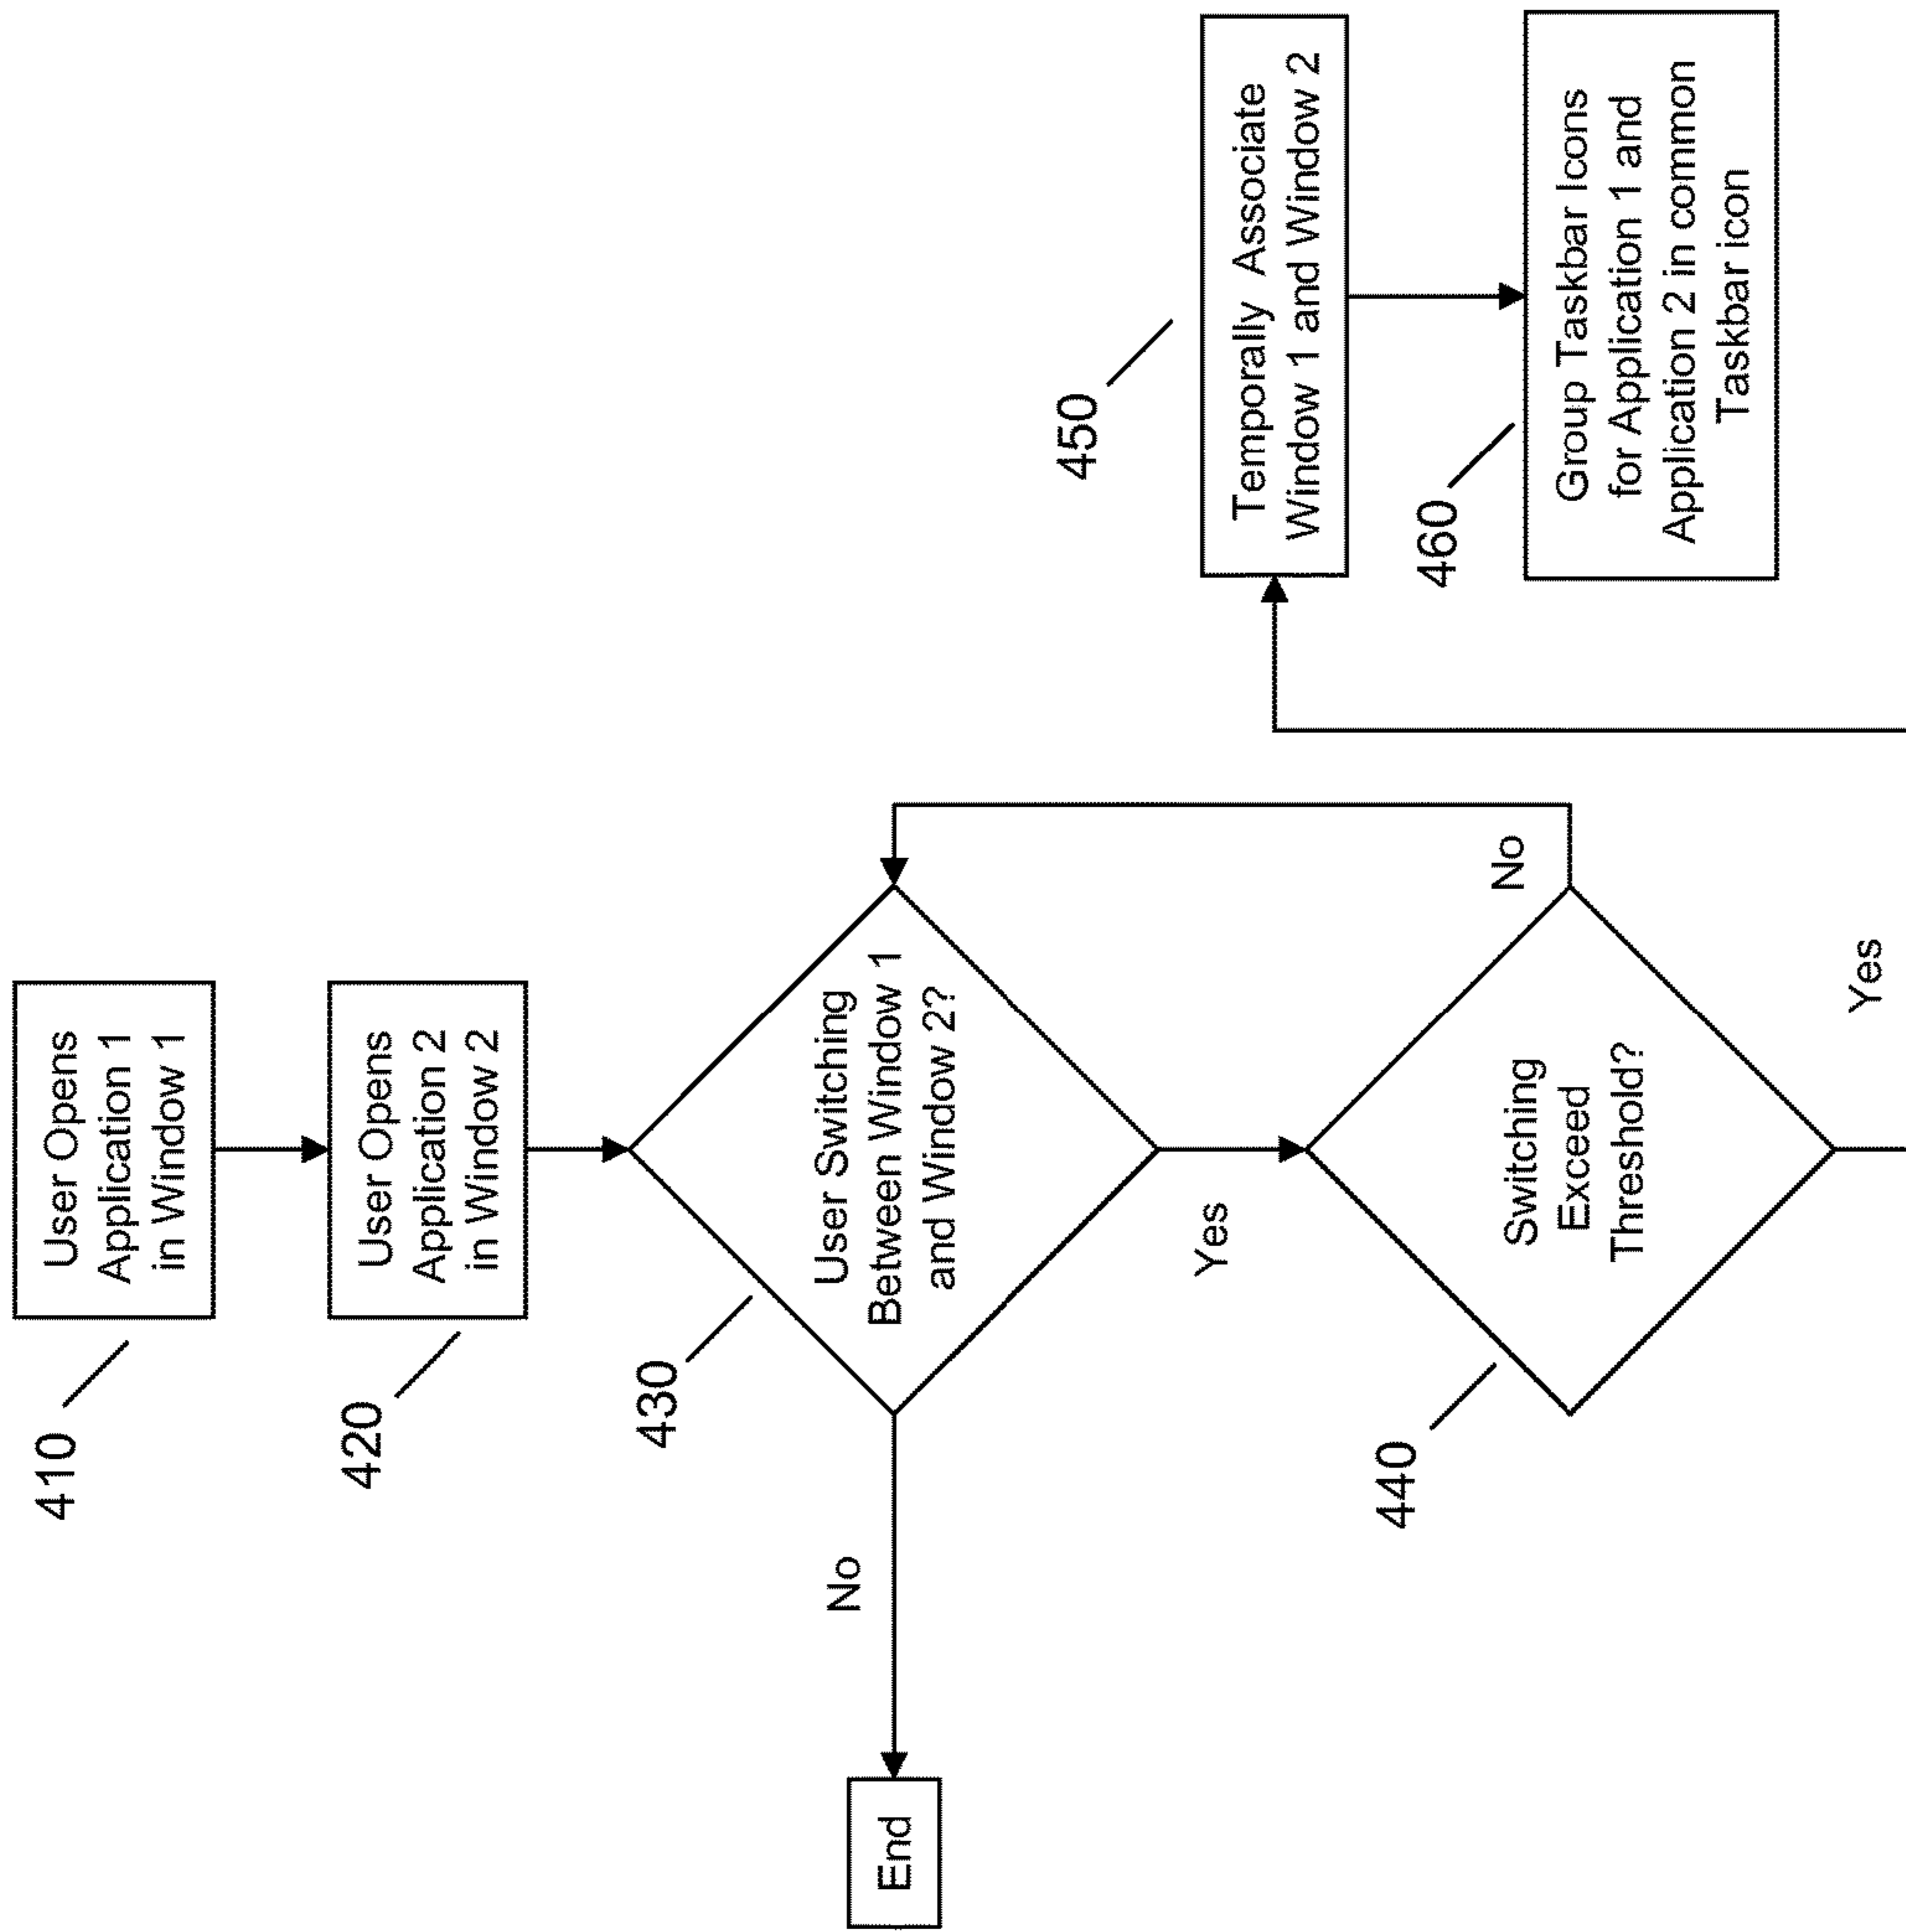 410
User Opens
Application 1
in Window 1
420
User Opens
Application 2
in Window 2
430
User Switching
Between Window 1
and Window 2?
No
End
Yes
440
Switching
Exceed
Threshold?
No
Yes
450
Temporally Associate
Window 1 and Window 2
460
Group Taskbar Icons
for Application 1 and
Application 2 in common
Taskbar icon